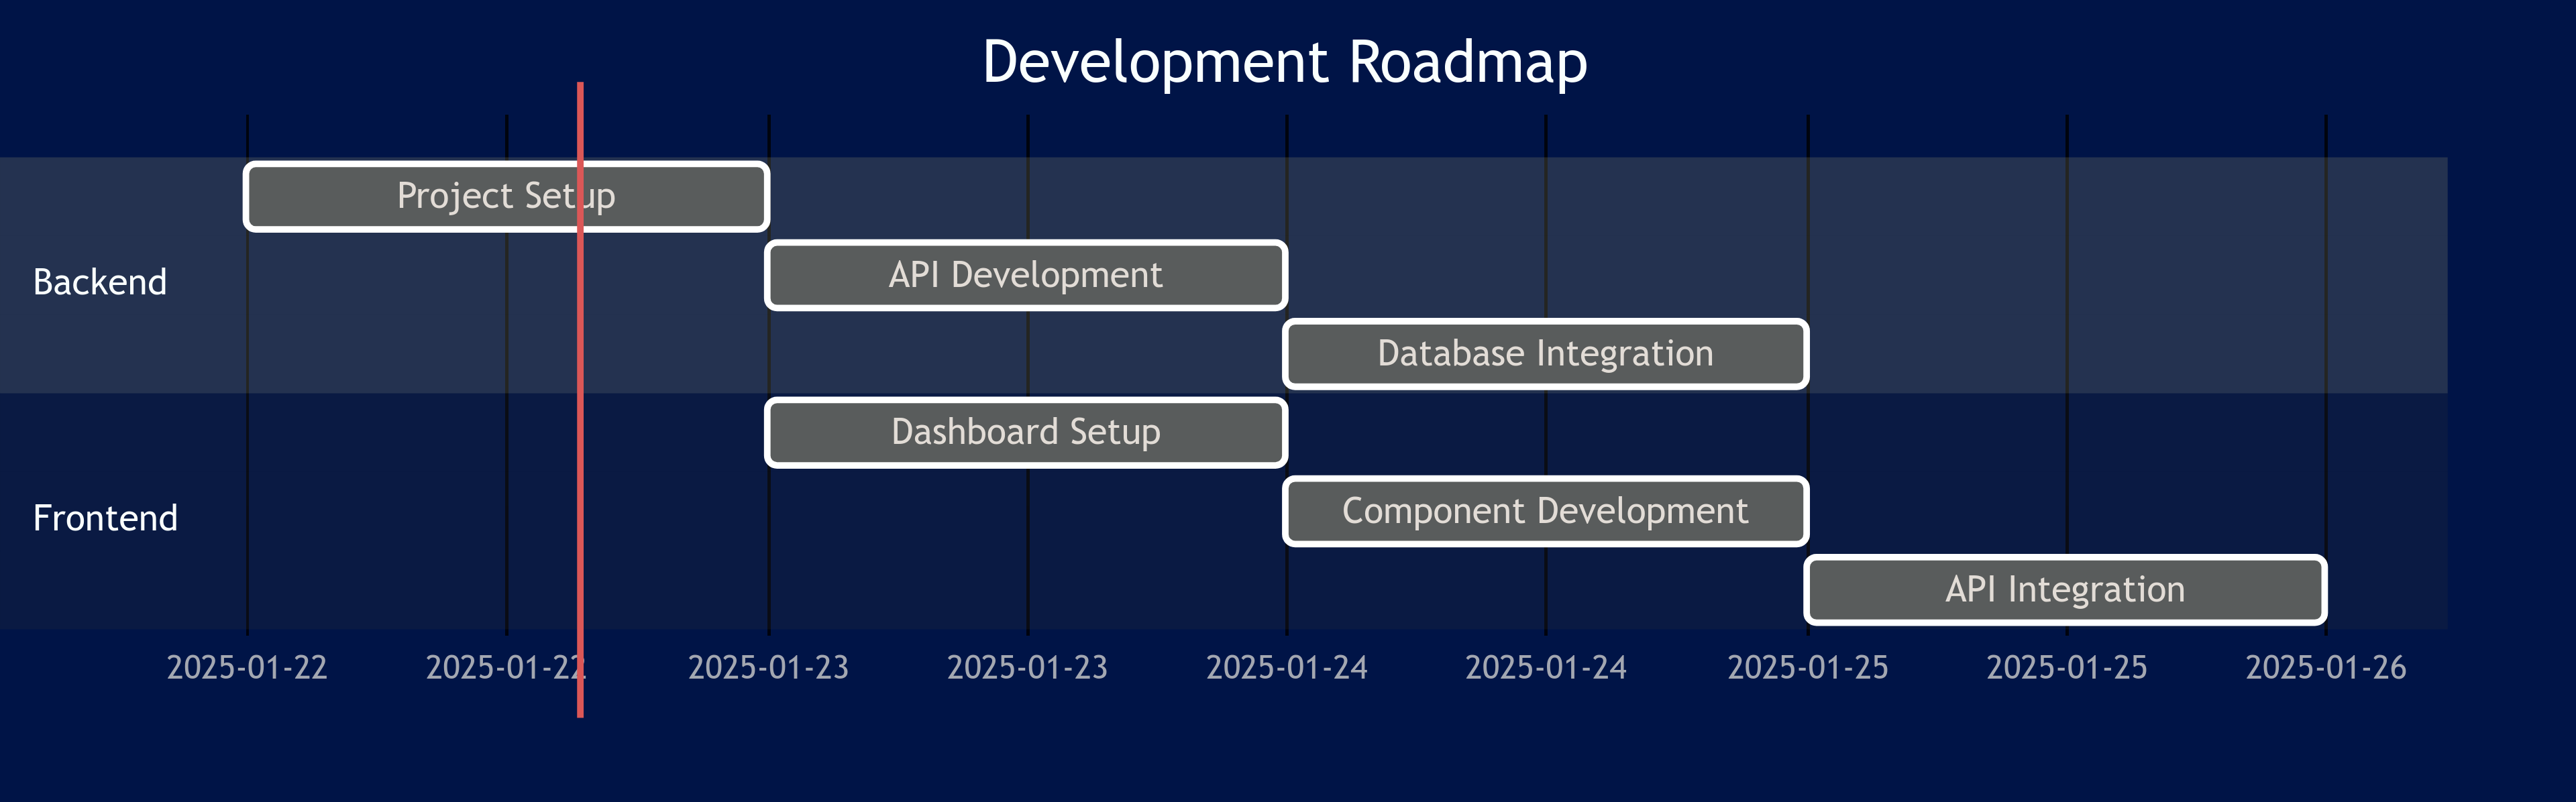 Development Roadmap
Project Setup
API Development
Backend
Database Integration
Dashboard Setup
Component Development
Frontend
API Integration
2025-01-22 2025-01-22 2025-01-23 2025-01-23 2025-01-24 2025-01-24 2025-01-25 2025-01-25 2025-01-26